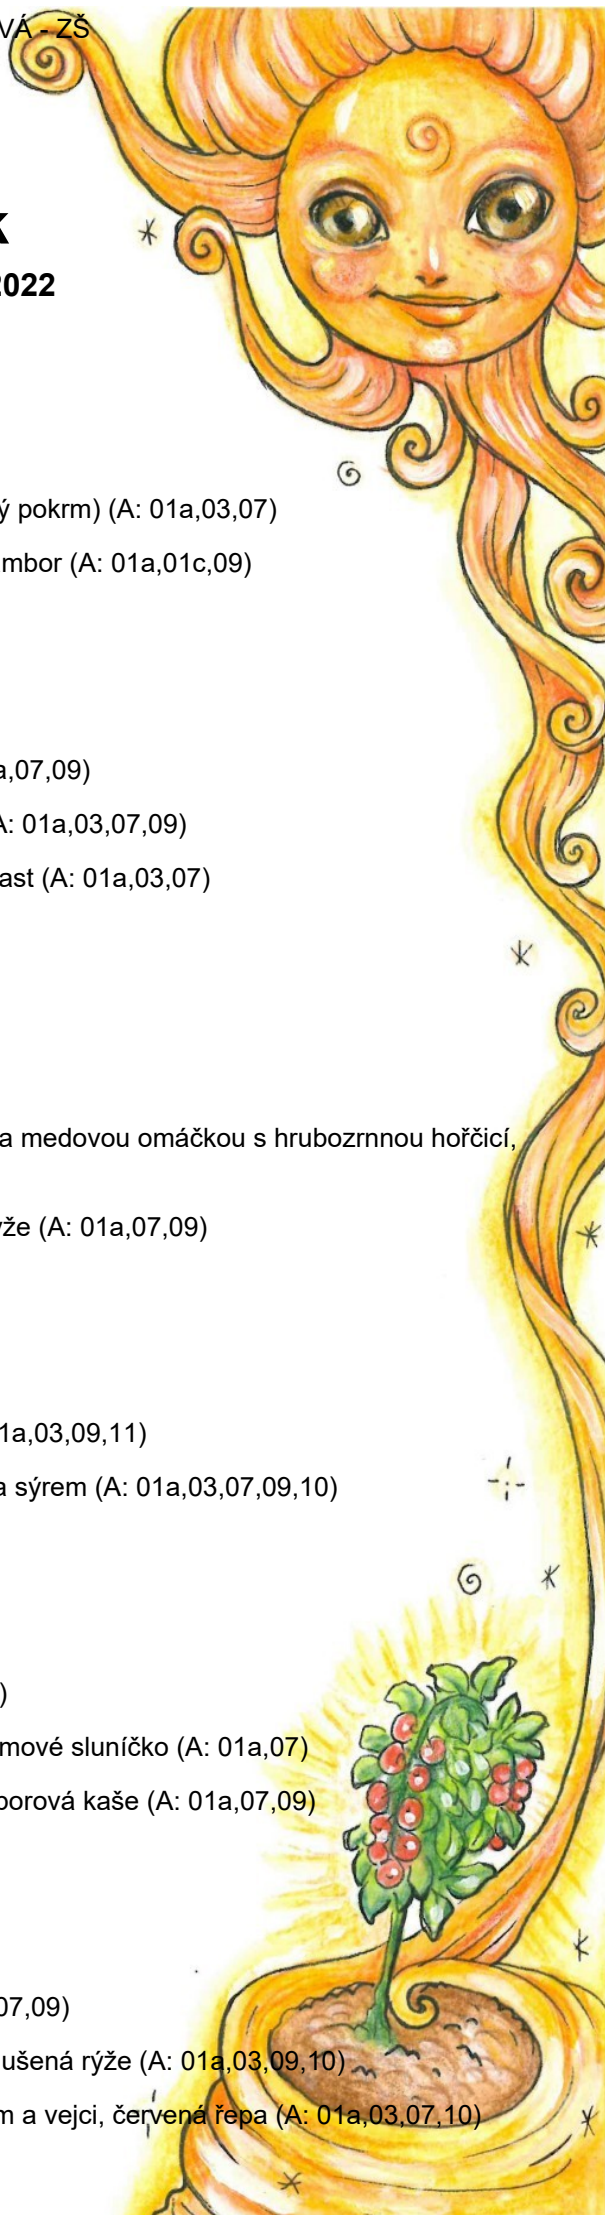 VÁ - ZŠ
k
2022
ý pokrm) (A: 01a,03,07)
mbor (A: 01a,01c,09)
a,07,09)
A: 01a,03,07,09)
ast (A: 01a,03,07)
a medovou omáčkou s hrubozrnnou hořčicí,
ýže (A: 01a,07,09)
1a,03,09,11)
a sýrem (A: 01a,03,07,09,10)
)
mové sluníčko (A: 01a,07)
borová kaše (A: 01a,07,09)
07,09)
ušená rýže (A: 01a,03,09,10)
m a vejci, červená řepa (A: 01a,03,07,10)